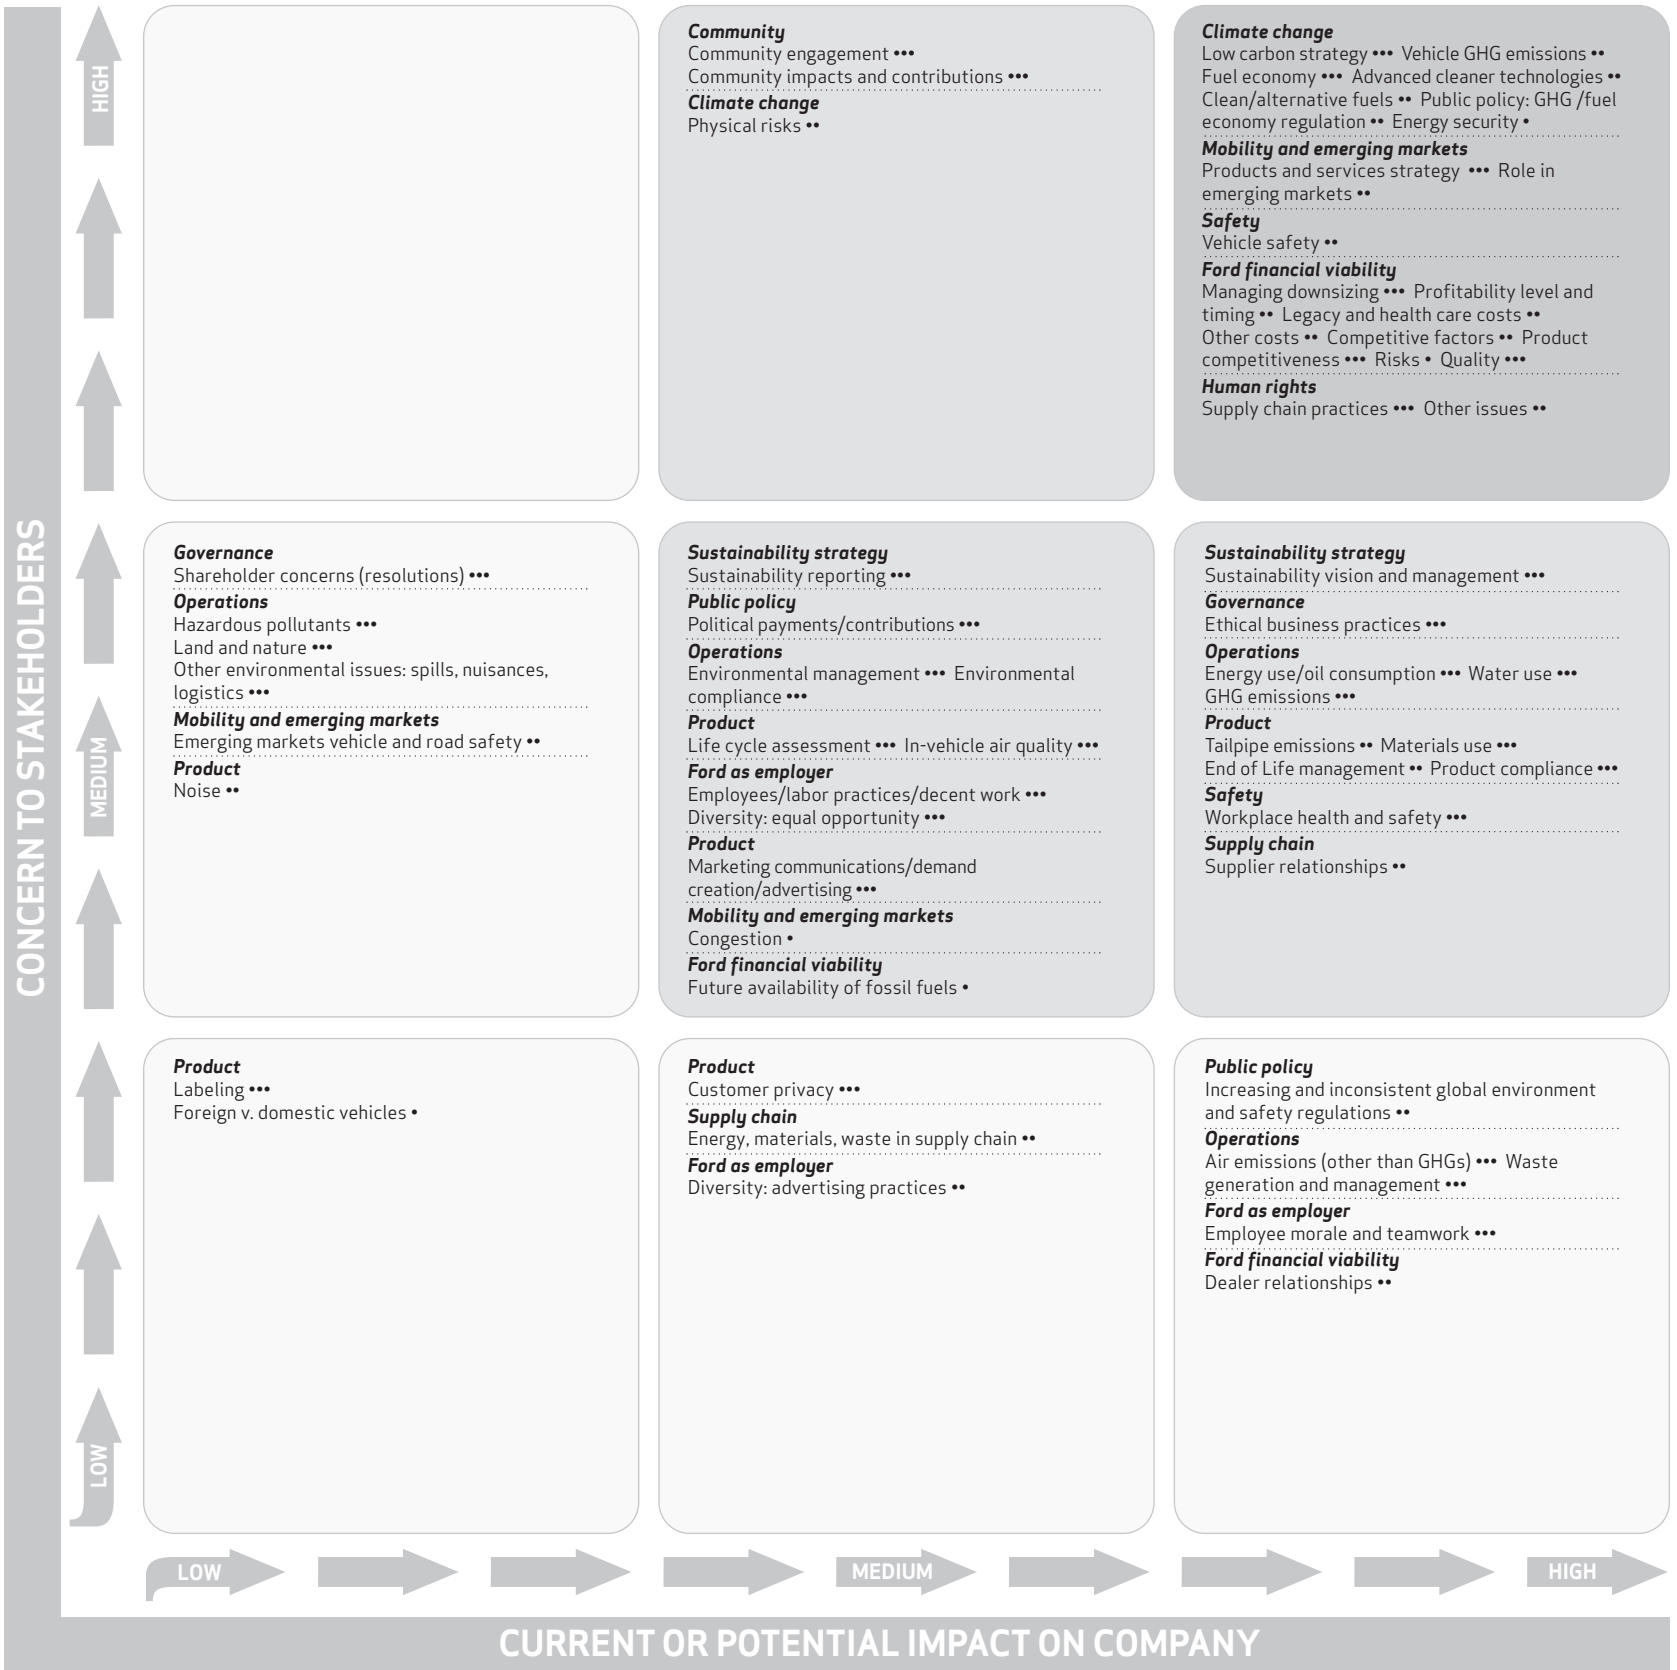 CONCERN TO STAKEHOLDERS
HIGH
MEDIUM
LOW
Community
Community engagement •••
Community impacts and contributions •••
Climate change
Physical risks ••
Climate change
Low carbon strategy ••• Vehicle GHG emissions ••
Fuel economy ••• Advanced cleaner technologies ••
Clean/alternative fuels •• Public policy: GHG /fuel
economy regulation •• Energy security •
Mobility and emerging markets
Products and services strategy ••• Role in
emerging markets ••
Safety
Vehicle safety ••
Ford financial viability
Managing downsizing ••• Profitability level and
timing •• Legacy and health care costs ••
Other costs •• Competitive factors •• Product
competitiveness ••• Risks • Quality •••
Human rights
Supply chain practices ••• Other issues ••
Governance
Shareholder concerns (resolutions) •••
Operations
Hazardous pollutants •••
Land and nature •••
Other environmental issues: spills, nuisances,
logistics •••
Mobility and emerging markets
Emerging markets vehicle and road safety ••
Product
Noise ••
Sustainability strategy
Sustainability reporting •••
Public policy
Political payments/contributions •••
Operations
Environmental management ••• Environmental
compliance •••
Product
Life cycle assessment ••• In-vehicle air quality •••
Ford as employer
Employees/labor practices/decent work •••
Diversity: equal opportunity •••
Product
Marketing communications/demand
creation/advertising •••
Mobility and emerging markets
Congestion •
Ford financial viability
Future availability of fossil fuels •
Sustainability strategy
Sustainability vision and management •••
Governance
Ethical business practices •••
Operations
Energy use/oil consumption ••• Water use •••
GHG emissions •••
Product
Tailpipe emissions •• Materials use •••
End of Life management •• Product compliance •••
Safety
Workplace health and safety •••
Supply chain
Supplier relationships ••
Product
Labeling •••
Foreign v. domestic vehicles •
Product
Customer privacy •••
Supply chain
Energy, materials, waste in supply chain ••
Ford as employer
Diversity: advertising practices ••
Public policy
Increasing and inconsistent global environment
and safety regulations ••
Operations
Air emissions (other than GHGs) ••• Waste
generation and management •••
Ford as employer
Employee morale and teamwork •••
Ford financial viability
Dealer relationships ••
LOW
MEDIUM
HIGH
CURRENT OR POTENTIAL IMPACT ON COMPANY